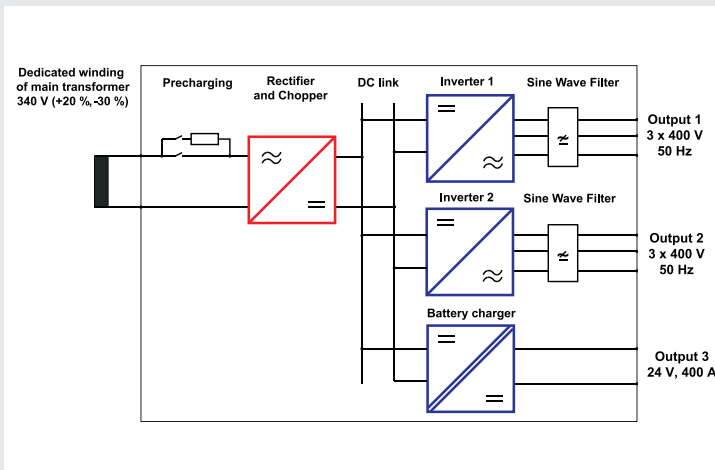 Dedicated winding
of main transformer
340 V (+20 %,-30 %)
Precharging
Rectifier
and Chopper
DC link
Inverter 1
Sine Wave Filter
Output 1
3 x 400 V
50 Hz
Inverter 2
Sine Wave Filter
Output 2
3 x 400 V
50 Hz
Battery charger
Output 3
24 V, 400 A